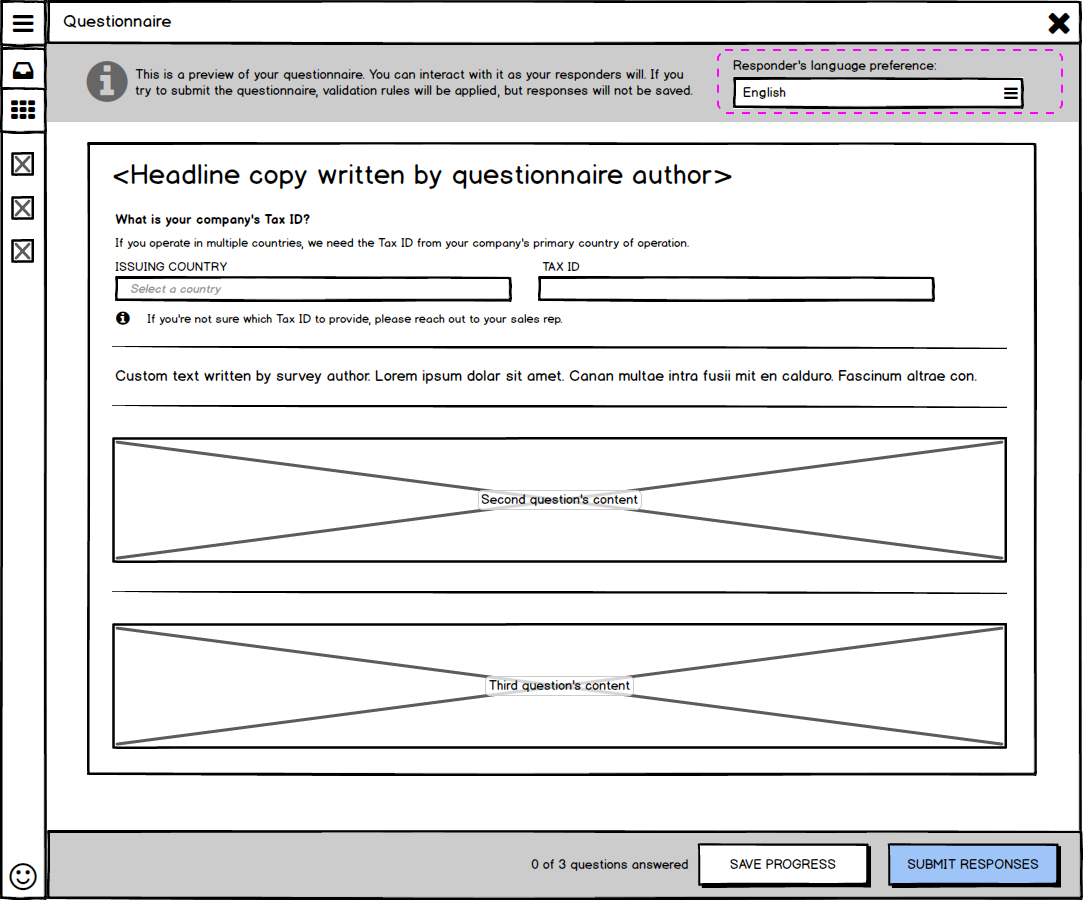 Questionnaire
This is a preview of your questionnaire. You can interact with it as your responders will. If you
try to submit the questionnaire, validation rules will be applied, but responses will not be saved.
Responder's language preference:
English
<Headline copy written by questionnaire author>
What is your company's Tax ID?
If you operate in multiple countries, we need the Tax ID from your company's primary country of operation.
ISSUING COUNTRY
TAX ID
Select a country
If you're not sure which Tax ID to provide, please reach out to your sales rep.
Custom text written by survey author. Lorem ipsum dolar sit amet. Canan multae intra fusii mit en calduro. Fascinum altrae con.
Second question's content
Third question's content
0 of 3 questions answered
SAVE PROGRESS
SUBMIT RESPONSES